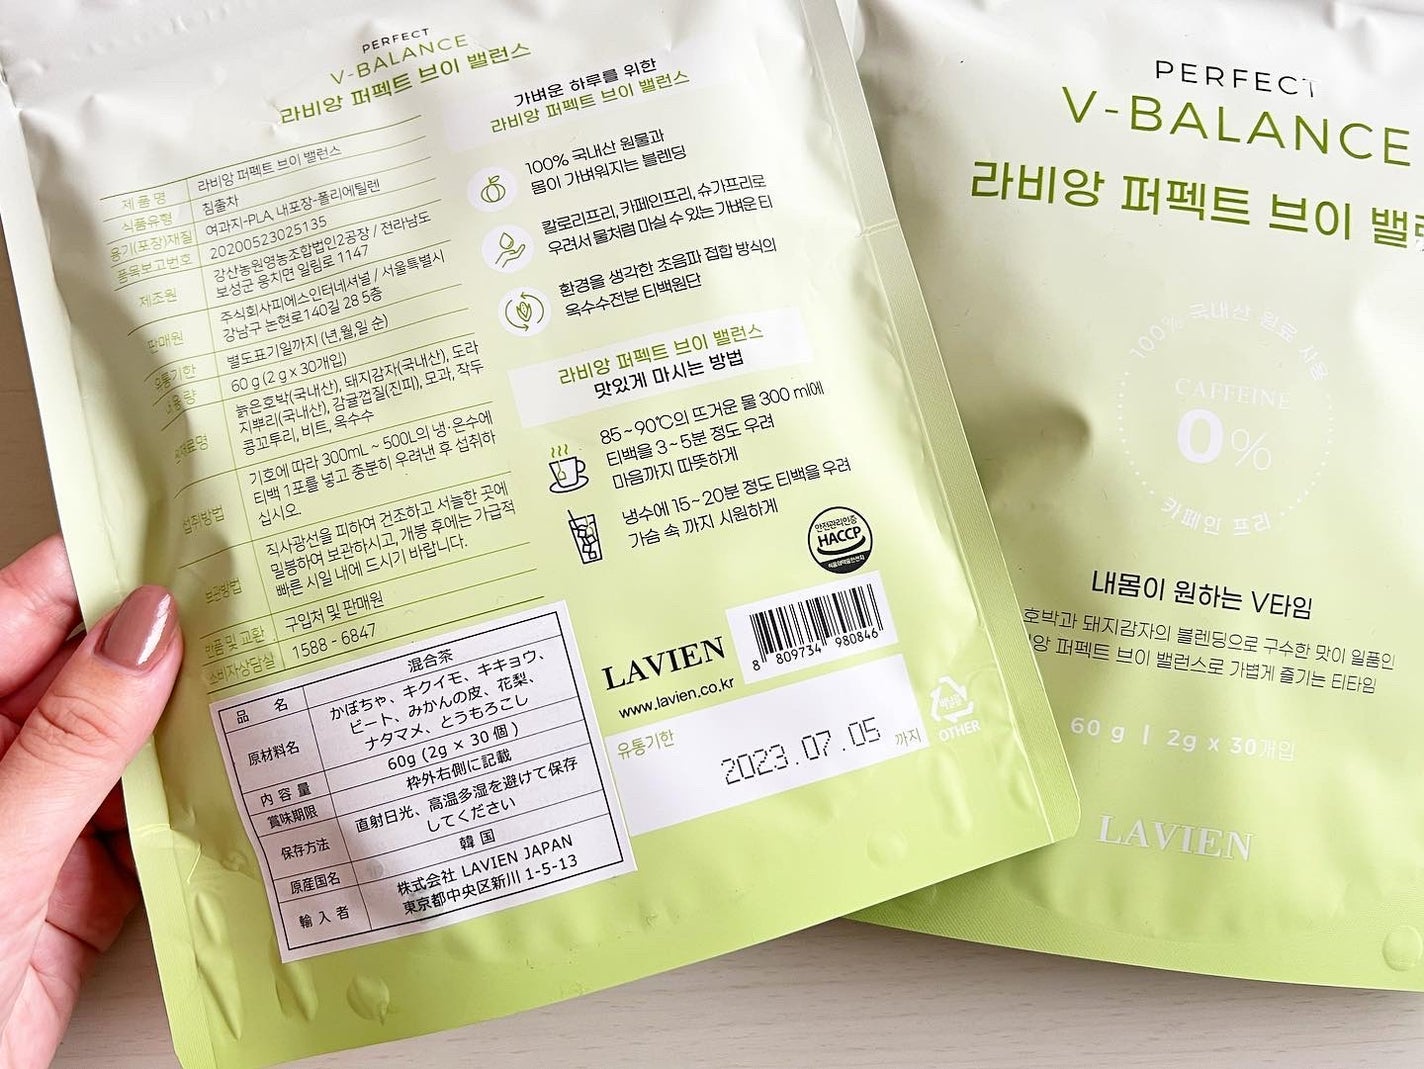 PERFECT
V-BALANCE
라비앙 퍼펙트 브이 밸런스
제 품 명
라비앙 퍼펙트 브이 밸런스
식품유형
침출차
용기(포장)재질
여과지-PLA, 내포장-폴리에틸렌
품목보고번호
20200523025135
제조원
강산농원영농조합법인2공장 / 전라남도
보성군 웅치면 일림로 1147
판매원
주식회사피에스인터네셔널 / 서울특별시
강남구 논현로140길 28 5층
유통기한
별도표기일까지 (년,월,일 순)
내용량
60 g (2 g x 30개입)
원재료명
늙은호박(국내산), 돼지감자(국내산), 도라
지뿌리(국내산), 감귤껍질(진피), 모과, 작두
콩꼬투리, 비트, 옥수수
섭취방법
기호에 따라 300mL ~ 500L의 냉·온수에
티백 1포를 넣고 충분히 우려낸 후 섭취하
십시오.
보관방법
직사광선을 피하여 건조하고 서늘한 곳에
밀봉하여 보관하시고, 개봉 후에는 가급적
빠른 시일 내에 드시기 바랍니다.
반품 및 교환
구입처 및 판매원
소비자상담실
1588 - 6847
品 名
混合茶
原材料名
かぼちゃ、キクイモ、キキョウ、
ビート、みかんの皮、花梨、
ナタマメ、とうもろこし
内 容 量
60g (2g × 30 個 )
賞味期限
枠外右側に記載
保存方法
直射日光、高温多湿を避けて保存
してください
原産国名
韓 国
輸 入 者
株式会社 LAVIEN JAPAN
東京都中央区新川 1-5-13
가벼운 하루를 위한
라비앙 퍼펙트 브이 밸런스
100% 국내산 원물과
몸이 가벼워지는 블렌딩
칼로리프리, 카페인프리, 슈가프리로
우려서 물처럼 마실 수 있는 가벼운 티
환경을 생각한 초음파 접합 방식의
옥수수전분 티백원단
라비앙 퍼펙트 브이 밸런스
맛있게 마시는 방법
85 ~ 90℃의 뜨거운 물 300 ml에
티백을 3 ~ 5분 정도 우려
마음까지 따뜻하게
냉수에 15 ~ 20분 정도 티백을 우려
가슴 속 까지 시원하게
안전관리인증
HACCP
식품의약품안전처
LAVIEN
www.lavien.co.kr
8 809734 980846
유통기한
2023.07.05 까지
OTHER
PERFECT
V-BALANCE
라비앙 퍼펙트 브이
100% 국내산 원료 사용
CAFFEINE
0%
카페인 프리
내몸이 원하는 V타임
호박과 돼지감자의 블렌딩으로 구수한 맛이 일품인
앙 퍼펙트 브이 밸런스로 가볍게 즐기는 티타임
60 g | 2g x 30개입
LAVIEN